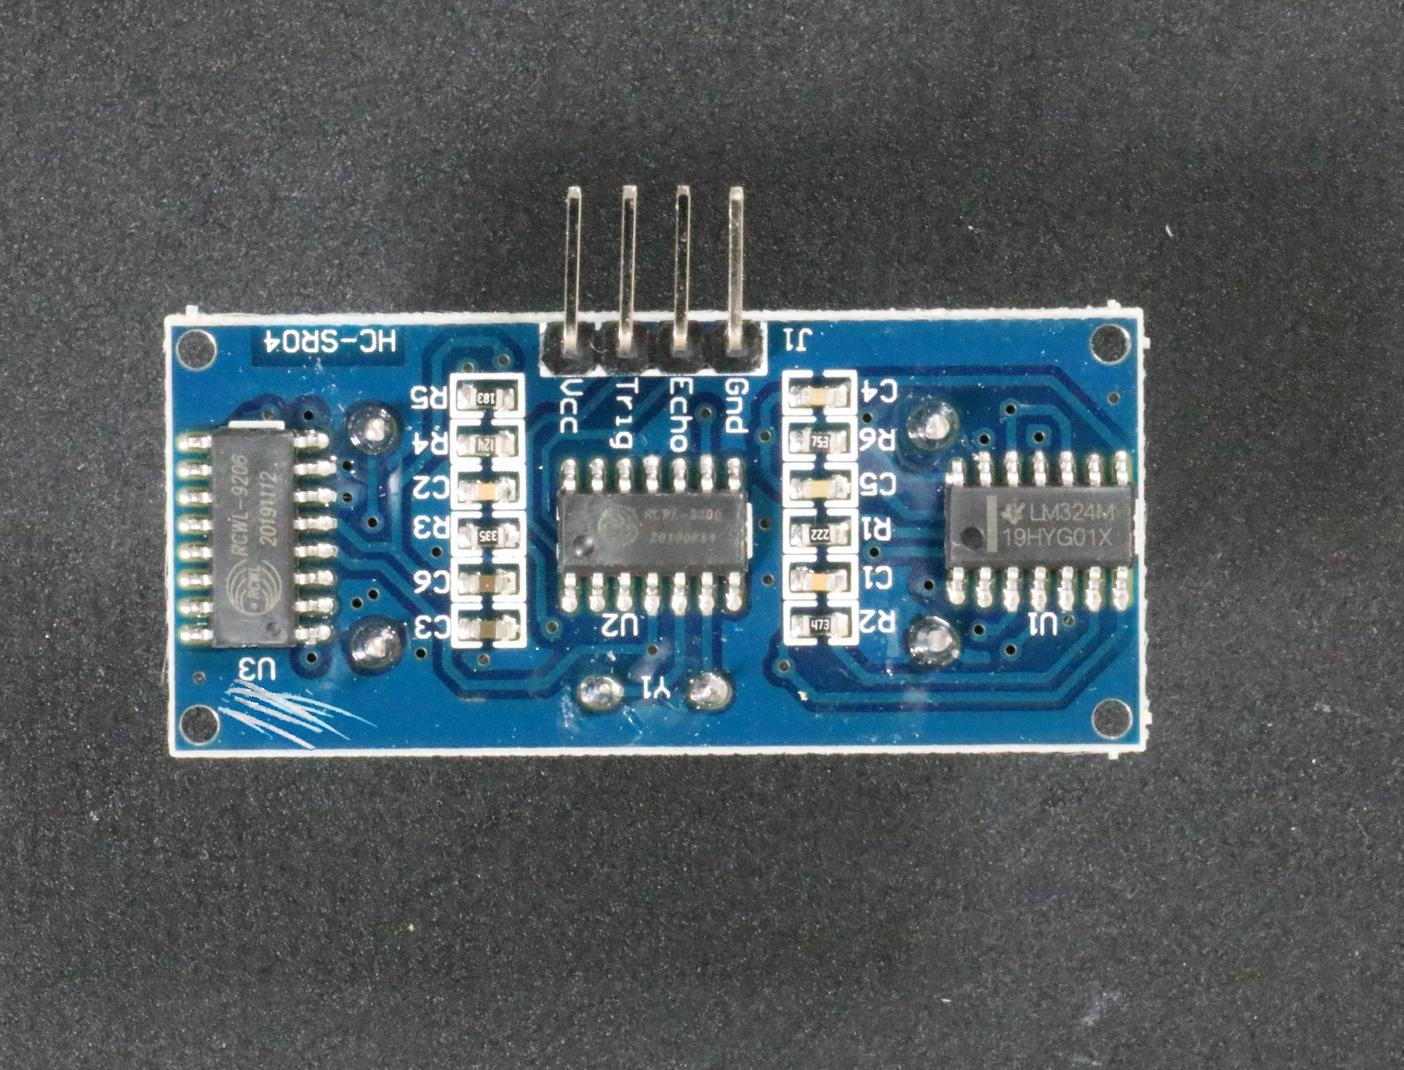 HC-SR04
J1
Vcc
Trig
Echo
Gnd
R5
183
R4
124
C2
R3
335
C6
C3
C4
R6
C5
R1
222
C1
R2
473
RCWL-9206
20191112
RCWL
U3
U2
Y1
LM324M
19HYG01X
U1